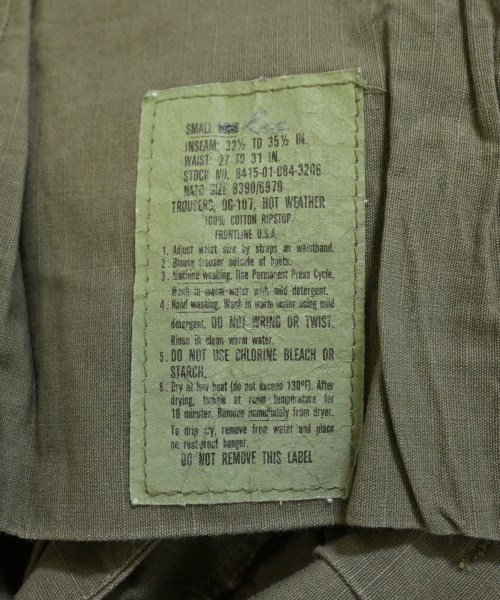 SMALL
INSEAM: 32½ TO 35½ IN.
WAIST: 27 TO 31 IN.
STOCK NO. 8415-01-084-3206
NATO SIZE 8390/6979
TROUSERS, OG-107, HOT WEATHER
100% COTTON RIPSTOP
FRONTLINE U.S.A.
1. Adjust waist size by straps on waistband.
2. Blouse trouser outside of boots.
3. Machine washing. Use Permanent Press Cycle.
Wash in warm water with mild detergent.
4. Hand washing. Wash in warm water using mild
detergent. DO NOT WRING OR TWIST.
Rinse in clean warm water.
5. DO NOT USE CHLORINE BLEACH OR
STARCH.
6. Dry at low heat (do not exceed 130°F). After
drying, tumble at room temperature for
10 minutes. Remove immediately from dryer.
To drip dry, remove from water and place
on rust-proof hanger.
DO NOT REMOVE THIS LABEL